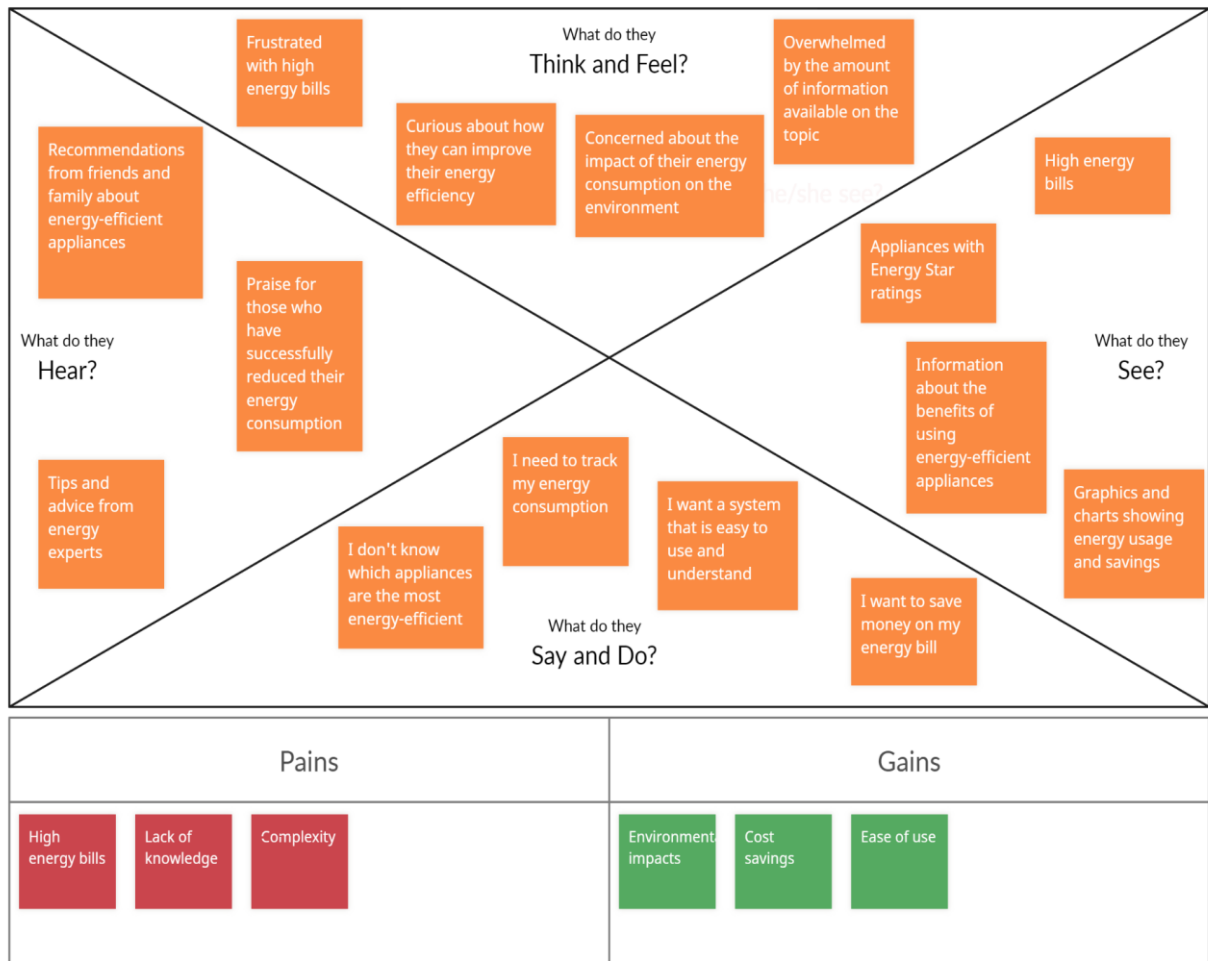 What do they
Think and Feel?
Frustrated
with high
energy bills
Curious about how
they can improve
their energy
efficiency
Concerned about the
impact of their energy
consumption on the
environment
Overwhelmed
by the amount
of information
available on the
topic
he/she see?
What do they
Hear?
Recommendations
from friends and
family about
energy-efficient
appliances
Praise for
those who
have
successfully
reduced their
energy
consumption
Tips and
advice from
energy
experts
What do they
See?
High energy
bills
Appliances with
Energy Star
ratings
Information
about the
benefits of
using
energy-efficient
appliances
Graphics and
charts showing
energy usage
and savings
What do they
Say and Do?
I don't know
which appliances
are the most
energy-efficient
I need to track
my energy
consumption
I want a system
that is easy to
use and
understand
I want to save
money on my
energy bill
Pains
High
energy bills
Lack of
knowledge
Complexity
Gains
Environmenta
impacts
Cost
savings
Ease of use